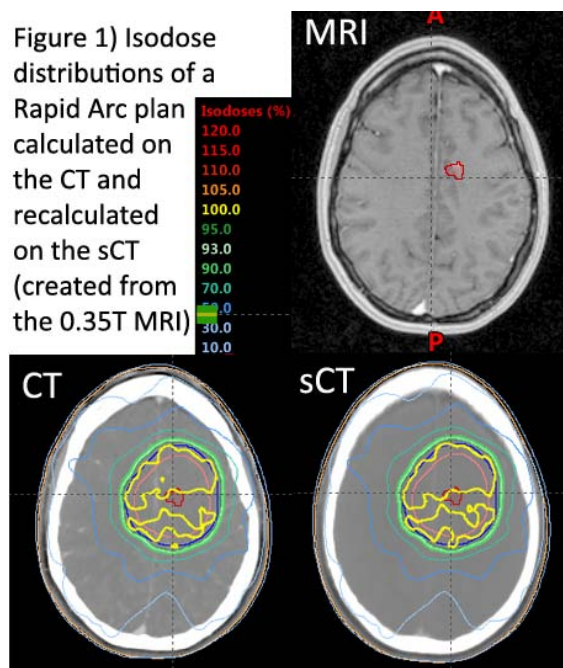 Figure 1) Isodose
distributions of a
Rapid Arc plan
calculated on
the CT and
recalculated
on the sCT
(created from
the 0.35T MRI)
Isodoses (%)
120.0
115.0
110.0
105.0
100.0
95.0
93.0
90.0
70.0
50.0
30.0
10.0
MRI
A
P
CT
sCT